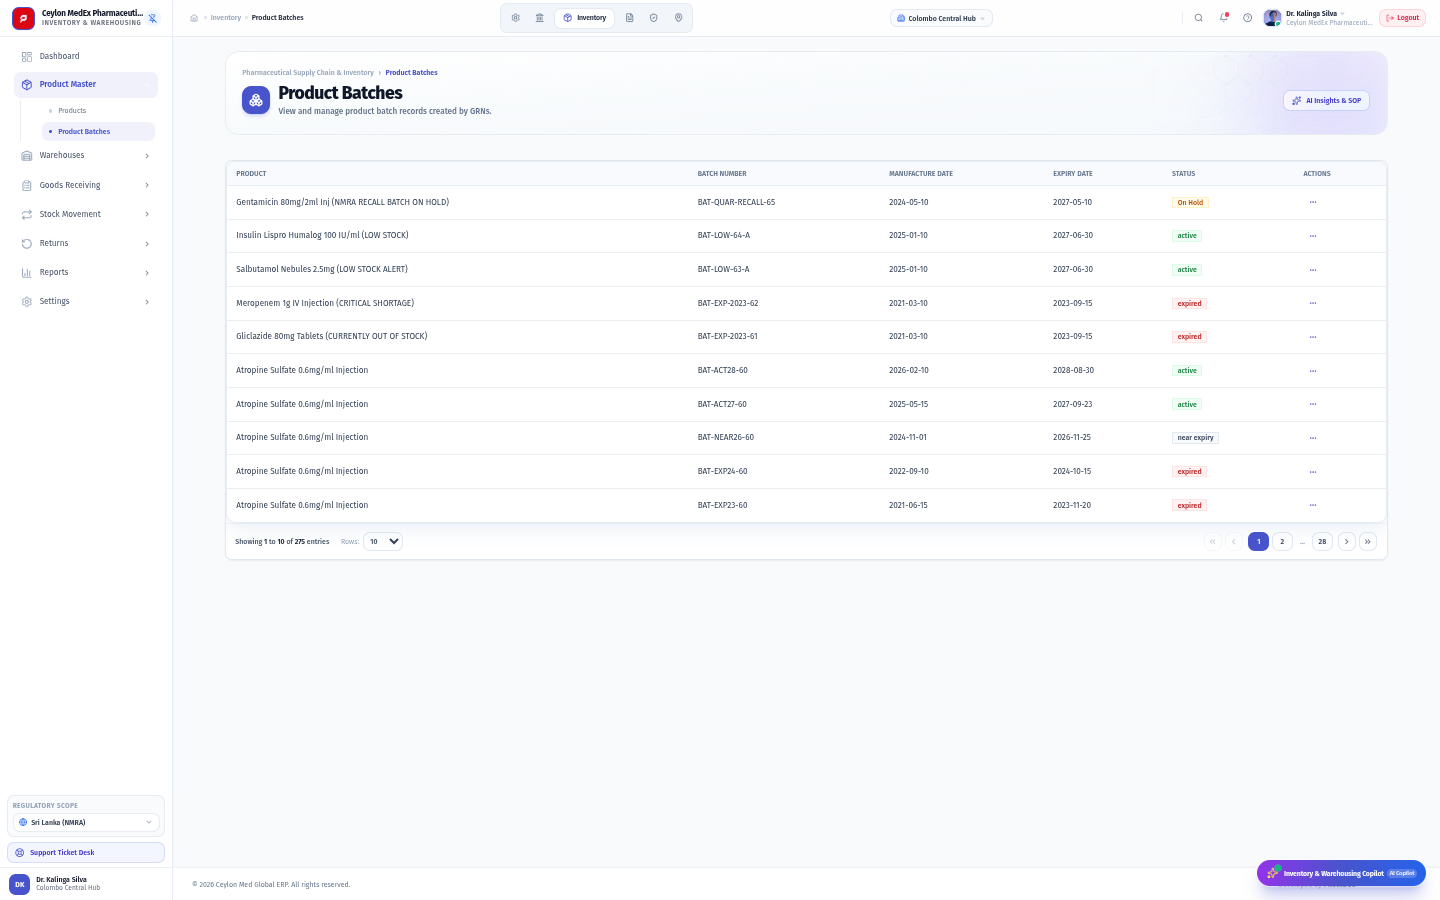 Ceylon MedEx Pharmaceuti...
INVENTORY & WAREHOUSING
Inventory
Product Batches
Inventory
Colombo Central Hub
Dr. Kalinga Silva
Ceylon MedEx Pharmaceuti...
Logout
Dashboard
Product Master
Products
Product Batches
Warehouses
Goods Receiving
Stock Movement
Returns
Reports
Settings
REGULATORY SCOPE
Sri Lanka (NMRA)
Support Ticket Desk
DK
Dr. Kalinga Silva
Colombo Central Hub
Pharmaceutical Supply Chain & Inventory › Product Batches
Product Batches
View and manage product batch records created by GRNs.
AI Insights & SOP
PRODUCT BATCH NUMBER MANUFACTURE DATE EXPIRY DATE STATUS ACTIONS
Gentamicin 80mg/2ml Inj (NMRA RECALL BATCH ON HOLD) BAT-QUAR-RECALL-65 2024-05-10 2027-05-10 On Hold ...
Insulin Lispro Humalog 100 IU/ml (LOW STOCK) BAT-LOW-64-A 2025-01-10 2027-06-30 active ...
Salbutamol Nebules 2.5mg (LOW STOCK ALERT) BAT-LOW-63-A 2025-01-10 2027-06-30 active ...
Meropenem 1g IV Injection (CRITICAL SHORTAGE) BAT-EXP-2023-62 2021-03-10 2023-09-15 expired ...
Gliclazide 80mg Tablets (CURRENTLY OUT OF STOCK) BAT-EXP-2023-61 2021-03-10 2023-09-15 expired ...
Atropine Sulfate 0.6mg/ml Injection BAT-ACT28-60 2026-02-10 2028-08-30 active ...
Atropine Sulfate 0.6mg/ml Injection BAT-ACT27-60 2025-05-15 2027-09-23 active ...
Atropine Sulfate 0.6mg/ml Injection BAT-NEAR26-60 2024-11-01 2026-11-25 near expiry ...
Atropine Sulfate 0.6mg/ml Injection BAT-EXP24-60 2022-09-10 2024-10-15 expired ...
Atropine Sulfate 0.6mg/ml Injection BAT-EXP23-60 2021-06-15 2023-11-20 expired ...
Showing 1 to 10 of 275 entries Rows: 10
« ‹ 1 2 ... 28 › »
© 2026 Ceylon Med Global ERP. All rights reserved.
Inventory & Warehousing Copilot AI Copilot